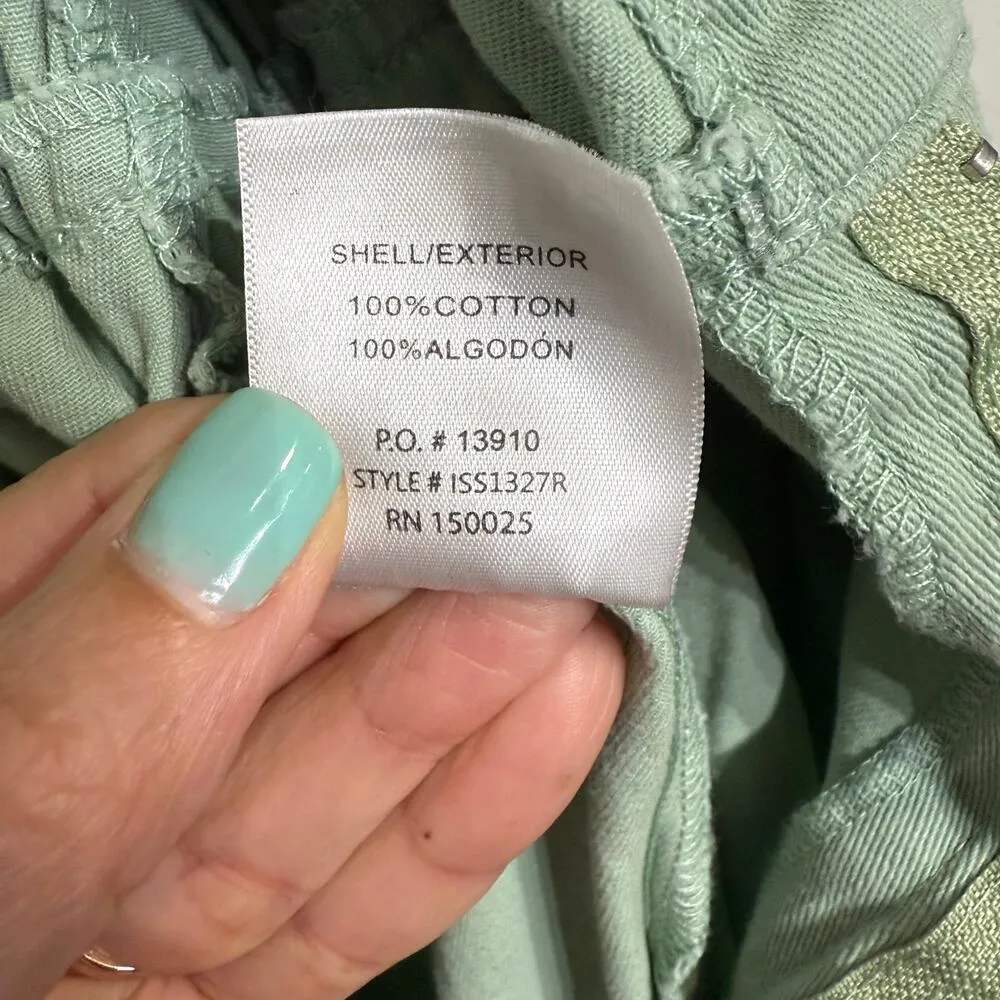 SHELL/EXTERIOR
100%COTTON
100%ALGODÓN
P.O. # 13910
STYLE # ISS1327R
RN 150025